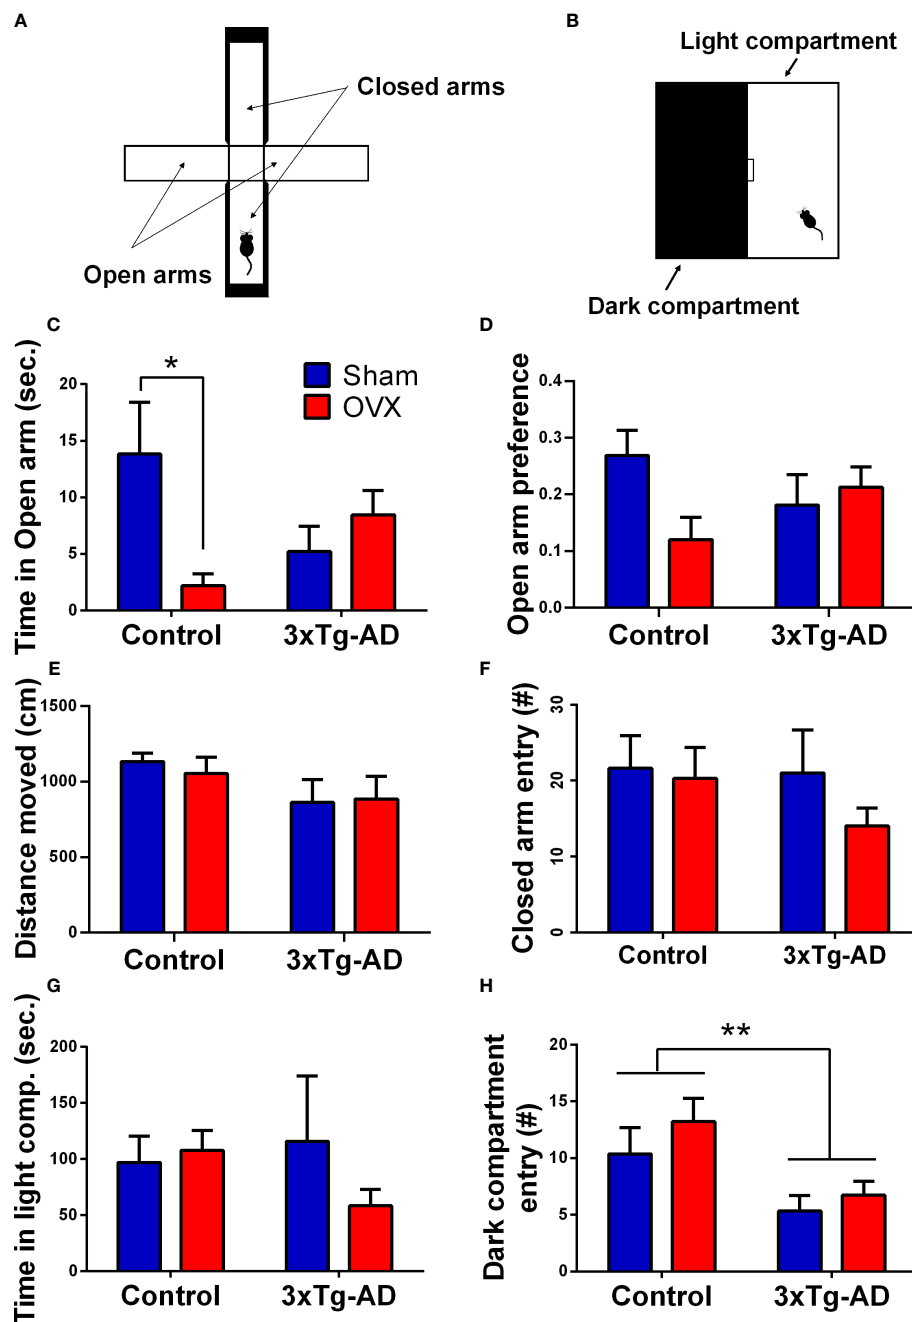 A
B
Light compartment
Closed arms
Open arms
Dark compartment
C
D
Time in Open arm (sec.)
20
15
10
5
0
*
Sham
OVX
Control
3xTg-AD
Open arm preference
0.4
0.3
0.2
0.1
0.0
Control
3xTg-AD
E
F
Distance moved (cm)
1500
1000
500
0
Control
3xTg-AD
Closed arm entry (#)
30
20
10
0
Control
3xTg-AD
G
H
Time in light comp. (sec.)
200
150
100
50
0
Control
3xTg-AD
Dark compartment
entry (#)
20
15
10
5
0
**
Control
3xTg-AD